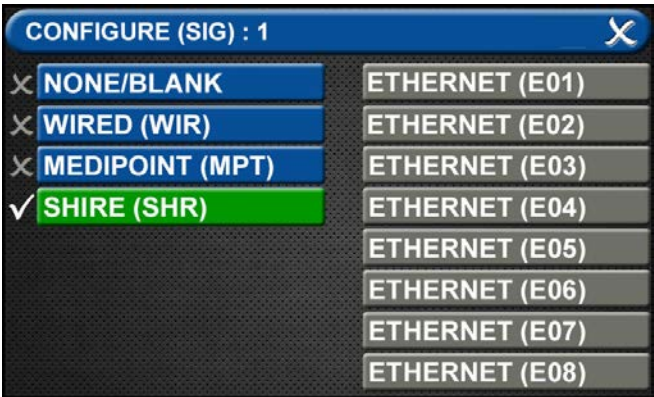 CONFIGURE (SIG) : 1
NONE/BLANK
WIRED (WIR)
MEDIPOINT (MPT)
SHIRE (SHR)
ETHERNET (E01)
ETHERNET (E02)
ETHERNET (E03)
ETHERNET (E04)
ETHERNET (E05)
ETHERNET (E06)
ETHERNET (E07)
ETHERNET (E08)